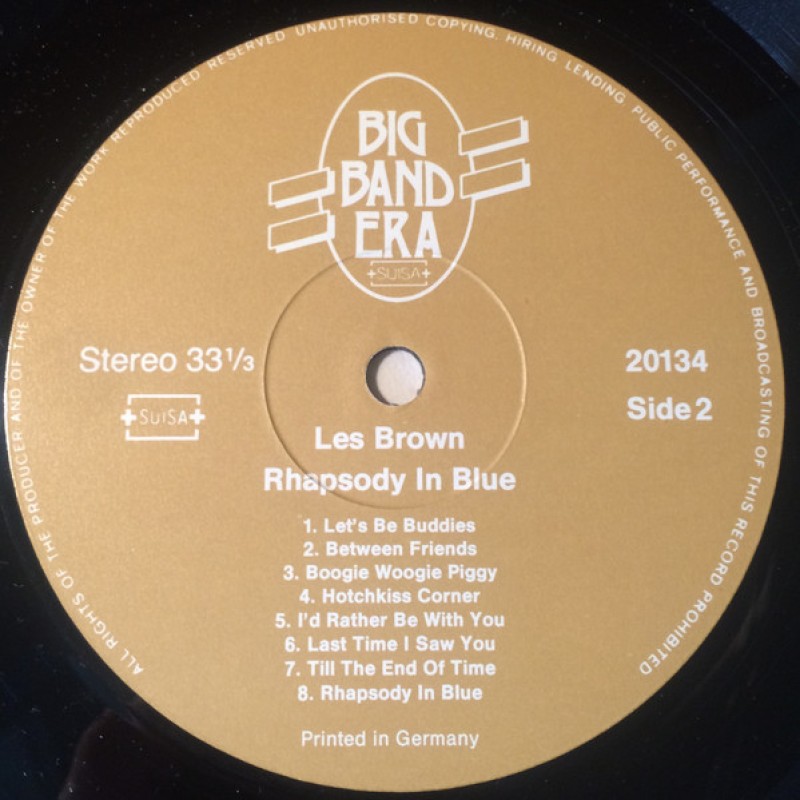 ALL RIGHTS OF THE PRODUCER AND OF THE OWNER OF THE WORK REPRODUCED RESERVED UNAUTHORISED COPYING. HIRING LENDING. PUBLIC PERFORMANCE AND BROADCASTING OF THIS RECORD PROHIBITED
BIG
BAND
ERA
+SUISA+
Stereo 33⅓
20134
+SUISA+
Side 2
Les Brown
Rhapsody In Blue
1. Let's Be Buddies
2. Between Friends
3. Boogie Woogie Piggy
4. Hotchkiss Corner
5. I'd Rather Be With You
6. Last Time I Saw You
7. Till The End Of Time
8. Rhapsody In Blue
Printed in Germany